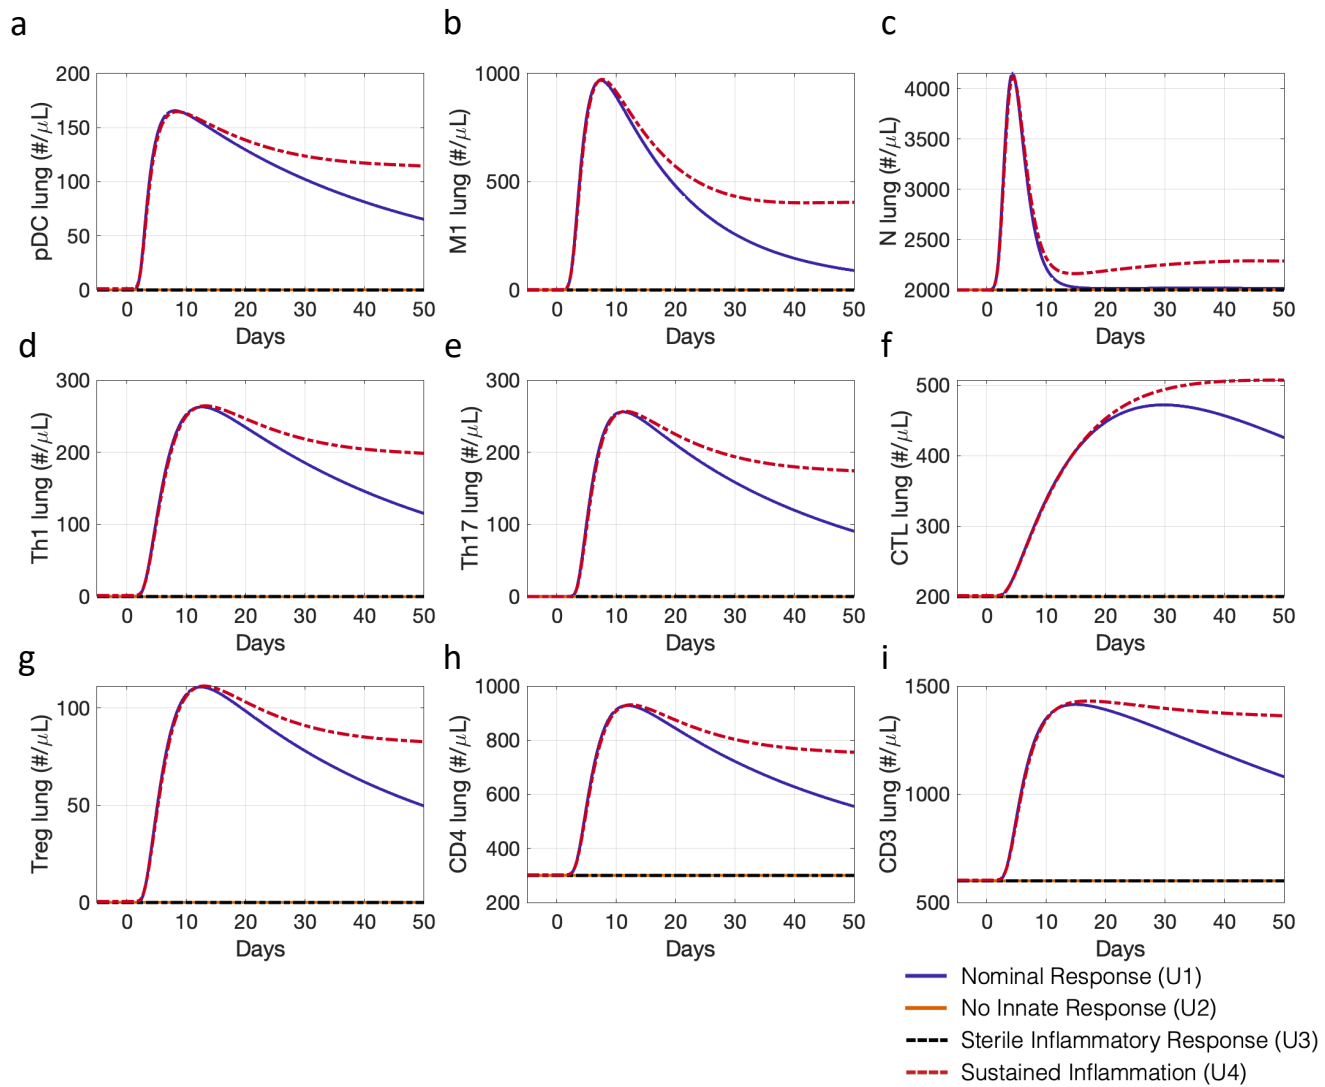 a
b
c
200
150
100
50
0
pDC lung (#/μL)
0 10 20 30 40 50
Days
1000
500
0
M1 lung (#/μL)
0 10 20 30 40 50
Days
4000
3500
3000
2500
2000
N lung (#/μL)
0 10 20 30 40 50
Days
d
e
f
300
200
100
0
Th1 lung (#/μL)
0 10 20 30 40 50
Days
300
200
100
0
Th17 lung (#/μL)
0 10 20 30 40 50
Days
500
400
300
200
CTL lung (#/μL)
0 10 20 30 40 50
Days
g
h
i
100
50
0
Treg lung (#/μL)
0 10 20 30 40 50
Days
1000
800
600
400
200
CD4 lung (#/μL)
0 10 20 30 40 50
Days
1500
1000
500
CD3 lung (#/μL)
0 10 20 30 40 50
Days
Nominal Response (U1)
No Innate Response (U2)
Sterile Inflammatory Response (U3)
Sustained Inflammation (U4)